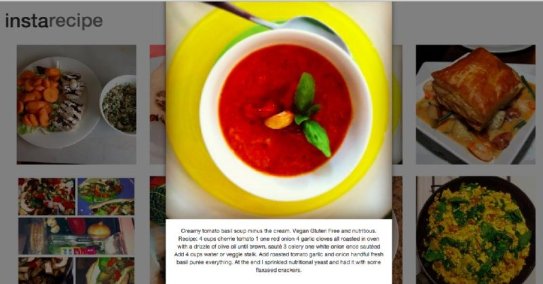 instarecipe
Creamy tomato basil soup minus the cream. Vegan Gluten Free and nutritious.
Recipe: 4 cups cherrie tomato 1 one red onion 4 garlic cloves all roasted in oven
with a drizzle of olive oil until brown. sauté 3 celery one white onion once sautéed
Add 4 cups water or veggie stalk. Add roasted tomato garlic and onion handful fresh
basil purée everything. At the end I sprinkled nutritional yeast and had it with some
flaxseed crackers.